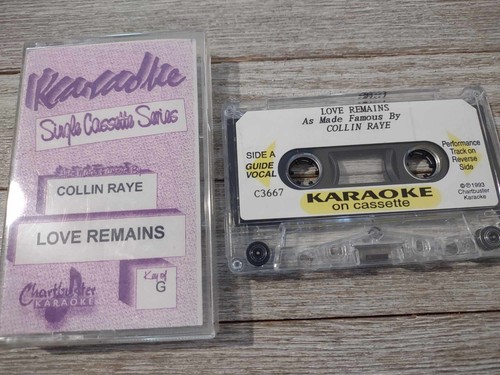 Karaoke
Single Cassette Series
As Made Famous By
COLLIN RAYE
LOVE REMAINS
Key of
G
Chartbuster
KARAOKE
LOVE REMAINS
As Made Famous By
COLLIN RAYE
SIDE A
GUIDE
VOCAL
C3667
Performance
Track on
Reverse
Side
©℗1993
Chartbuster
Karaoke
KARAOKE
on cassette